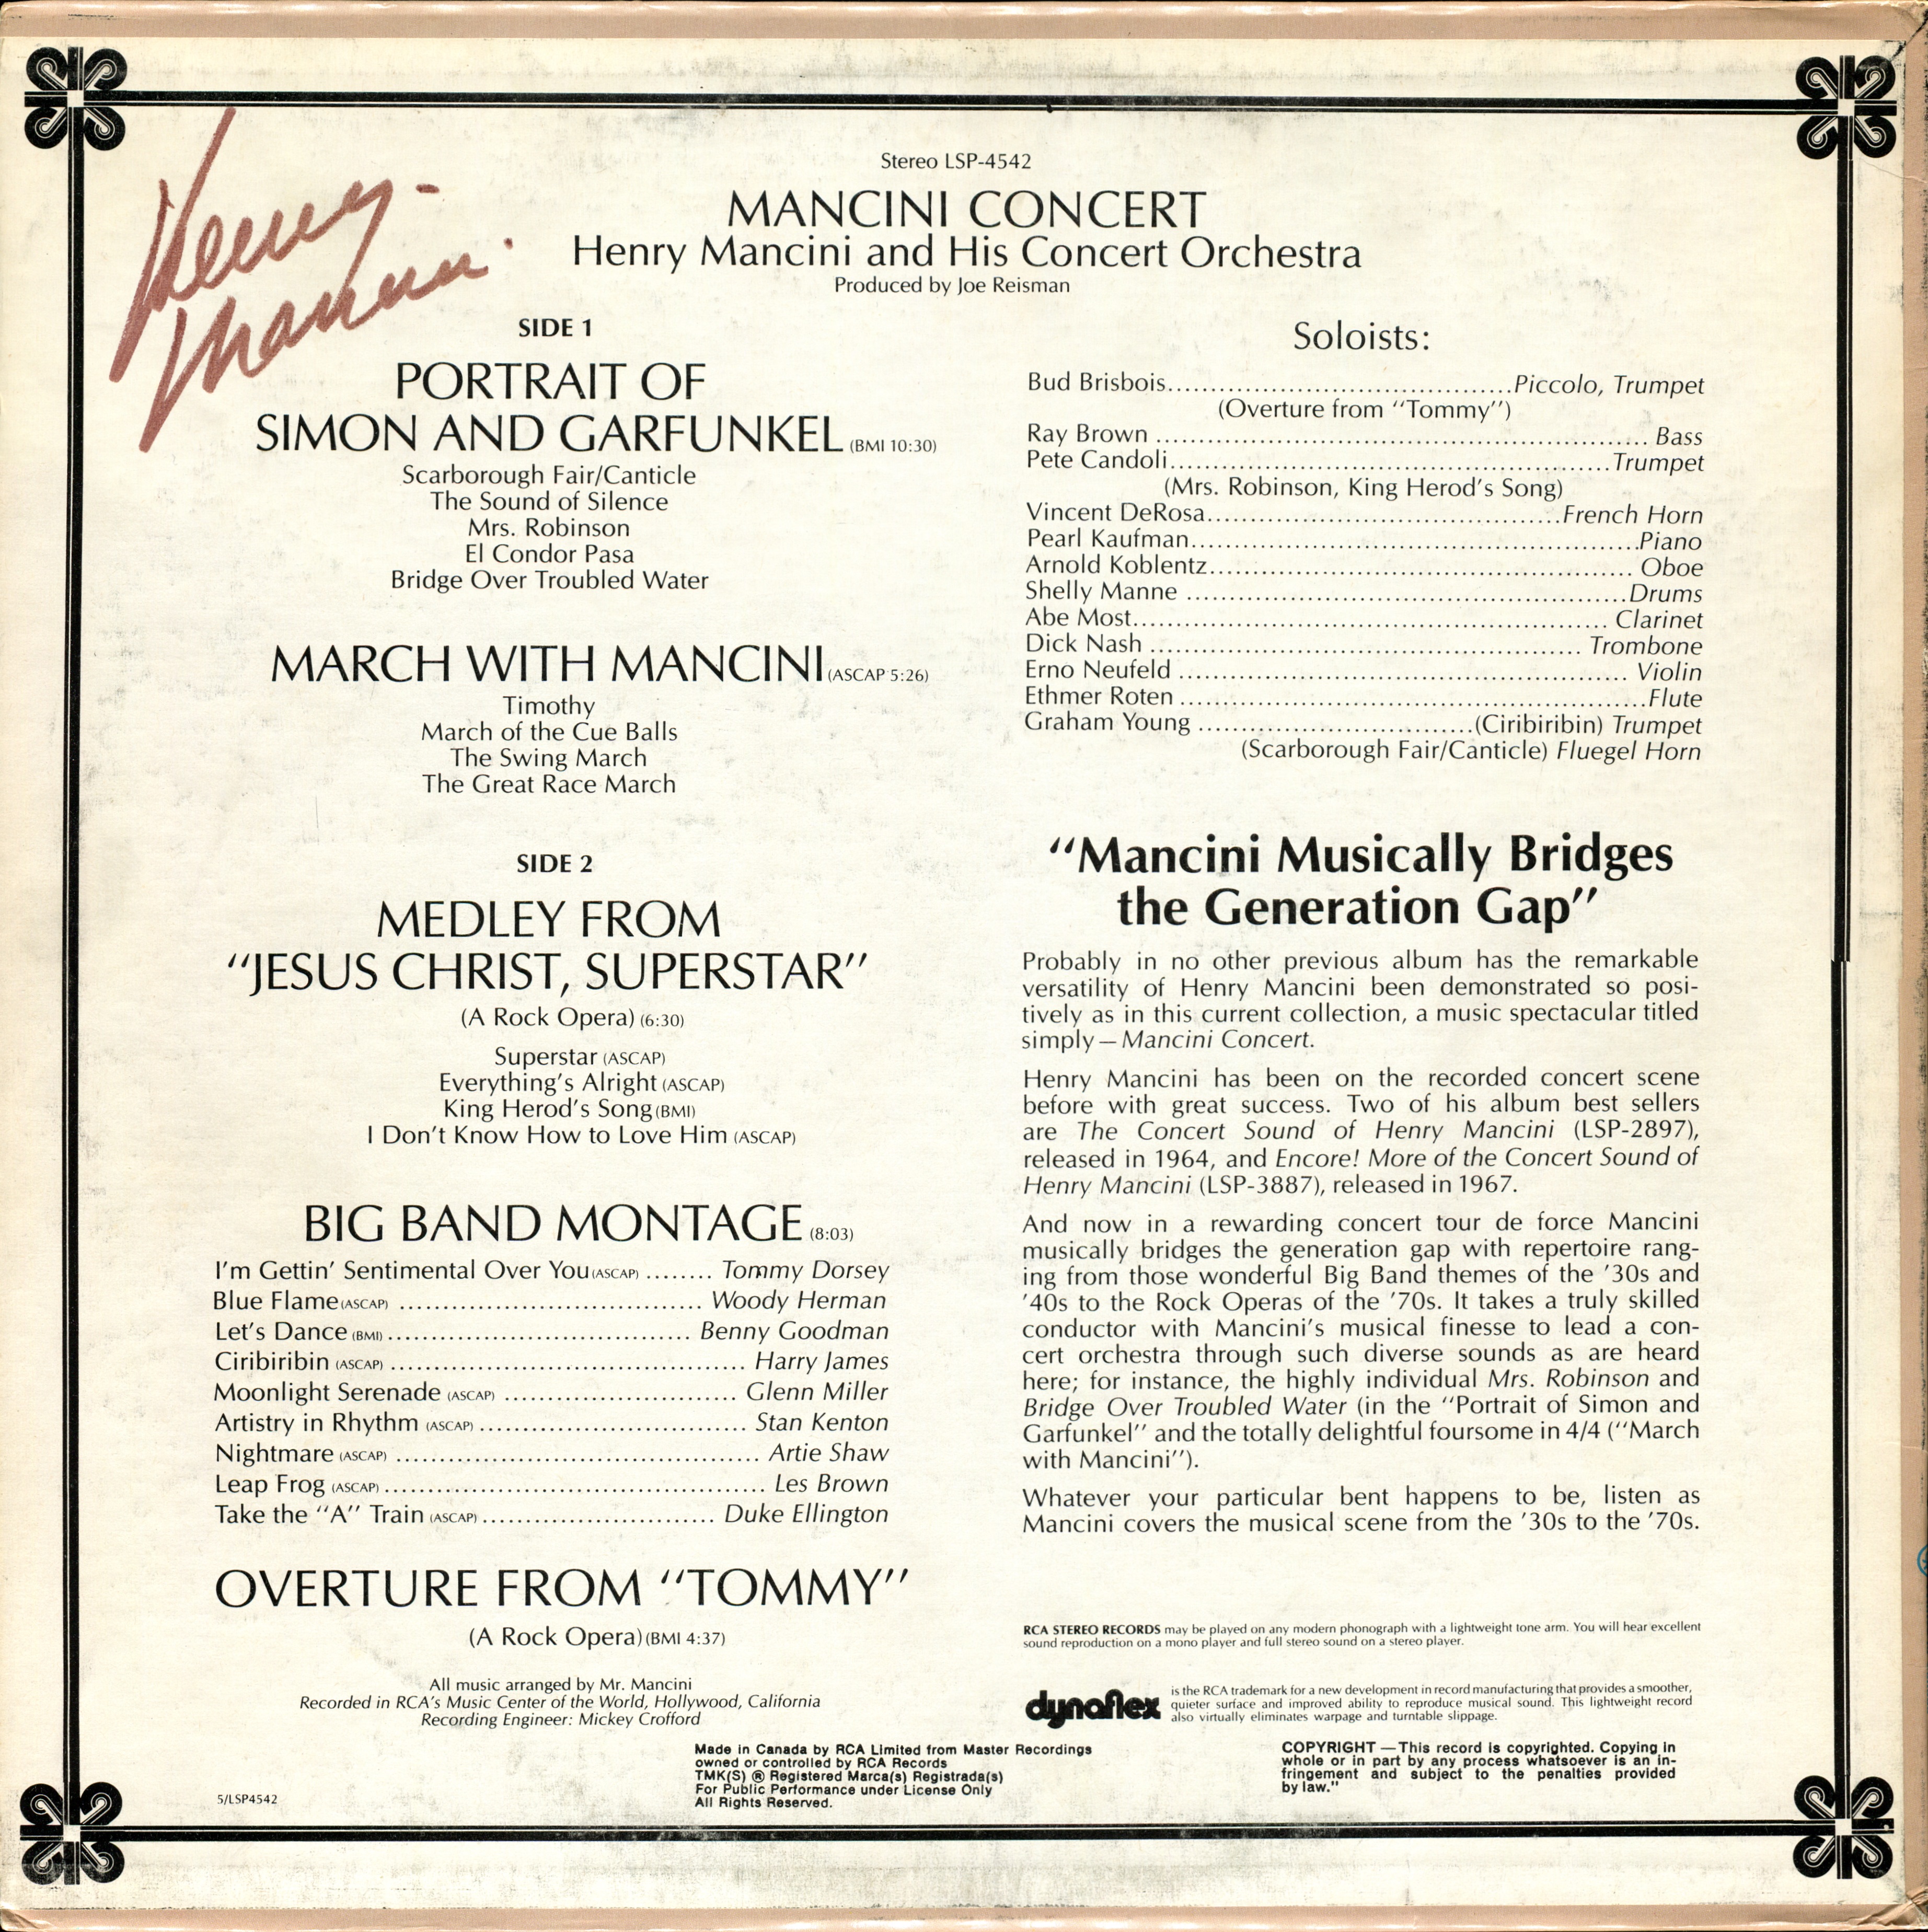 Henry
Mancini
Stereo LSP-4542
MANCINI CONCERT
Henry Mancini and His Concert Orchestra
Produced by Joe Reisman
SIDE 1
PORTRAIT OF
SIMON AND GARFUNKEL (BMI 10:30)
Scarborough Fair/Canticle
The Sound of Silence
Mrs. Robinson
El Condor Pasa
Bridge Over Troubled Water
MARCH WITH MANCINI (ASCAP 5:26)
Timothy
March of the Cue Balls
The Swing March
The Great Race March
SIDE 2
MEDLEY FROM
"JESUS CHRIST, SUPERSTAR"
(A Rock Opera) (6:30)
Superstar (ASCAP)
Everything's Alright (ASCAP)
King Herod's Song (BMI)
I Don't Know How to Love Him (ASCAP)
BIG BAND MONTAGE (8:03)
I'm Gettin' Sentimental Over You (ASCAP) ........ Tommy Dorsey
Blue Flame (ASCAP) ................................... Woody Herman
Let's Dance (BMI) ................................... Benny Goodman
Ciribiribin (ASCAP) ......................................... Harry James
Moonlight Serenade (ASCAP) ........................... Glenn Miller
Artistry in Rhythm (ASCAP) ............................... Stan Kenton
Nightmare (ASCAP) .......................................... Artie Shaw
Leap Frog (ASCAP) ............................................ Les Brown
Take the "A" Train (ASCAP) ........................... Duke Ellington
OVERTURE FROM "TOMMY"
(A Rock Opera) (BMI 4:37)
All music arranged by Mr. Mancini
Recorded in RCA's Music Center of the World, Hollywood, California
Recording Engineer: Mickey Crofford
Soloists:
Bud Brisbois........................................Piccolo, Trumpet
(Overture from "Tommy")
Ray Brown ........................................................ Bass
Pete Candoli...................................................Trumpet
(Mrs. Robinson, King Herod's Song)
Vincent DeRosa.........................................French Horn
Pearl Kaufman....................................................Piano
Arnold Koblentz................................................. Oboe
Shelly Manne ...................................................Drums
Abe Most....................................................... Clarinet
Dick Nash .................................................. Trombone
Erno Neufeld .................................................... Violin
Ethmer Roten ......................................................Flute
Graham Young ................................(Ciribiribin) Trumpet
(Scarborough Fair/Canticle) Fluegel Horn
"Mancini Musically Bridges
the Generation Gap"
Probably in no other previous album has the remarkable
versatility of Henry Mancini been demonstrated so posi-
tively as in this current collection, a music spectacular titled
simply—Mancini Concert.
Henry Mancini has been on the recorded concert scene
before with great success. Two of his album best sellers
are The Concert Sound of Henry Mancini (LSP-2897),
released in 1964, and Encore! More of the Concert Sound of
Henry Mancini (LSP-3887), released in 1967.
And now in a rewarding concert tour de force Mancini
musically bridges the generation gap with repertoire rang-
ing from those wonderful Big Band themes of the '30s and
'40s to the Rock Operas of the '70s. It takes a truly skilled
conductor with Mancini's musical finesse to lead a con-
cert orchestra through such diverse sounds as are heard
here; for instance, the highly individual Mrs. Robinson and
Bridge Over Troubled Water (in the "Portrait of Simon and
Garfunkel" and the totally delightful foursome in 4/4 ("March
with Mancini").
Whatever your particular bent happens to be, listen as
Mancini covers the musical scene from the '30s to the '70s.
RCA STEREO RECORDS may be played on any modern phonograph with a lightweight tone arm. You will hear excellent
sound reproduction on a mono player and full stereo sound on a stereo player.
dynaflex is the RCA trademark for a new development in record manufacturing that provides a smoother,
quieter surface and improved ability to reproduce musical sound. This lightweight record
also virtually eliminates warpage and turntable slippage.
Made in Canada by RCA Limited from Master Recordings
owned or controlled by RCA Records
TMK(S) ® Registered Marca(s) Registrada(s)
For Public Performance under License Only
All Rights Reserved.
COPYRIGHT — This record is copyrighted. Copying in
whole or in part by any process whatsoever is an in-
fringement and subject to the penalties provided
by law."
5/LSP4542